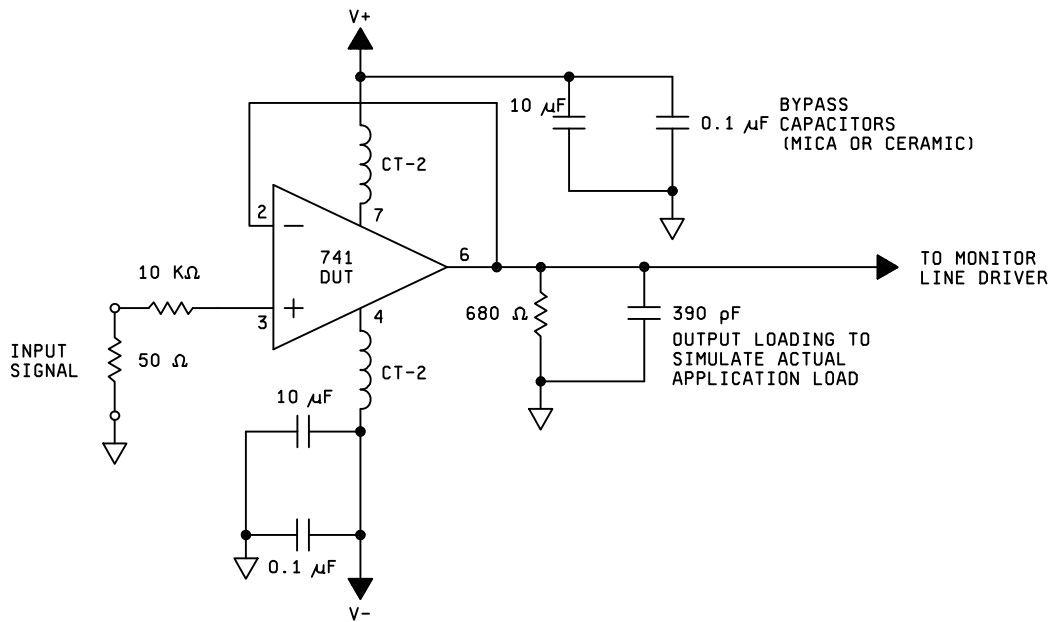 V+
10 µF
0.1 µF
BYPASS
CAPACITORS
(MICA OR CERAMIC)
CT-2
2
7
741
DUT
6
TO MONITOR
LINE DRIVER
10 KΩ
3
4
680 Ω
390 pF
OUTPUT LOADING TO
SIMULATE ACTUAL
APPLICATION LOAD
INPUT
SIGNAL
50 Ω
CT-2
10 µF
0.1 µF
V-